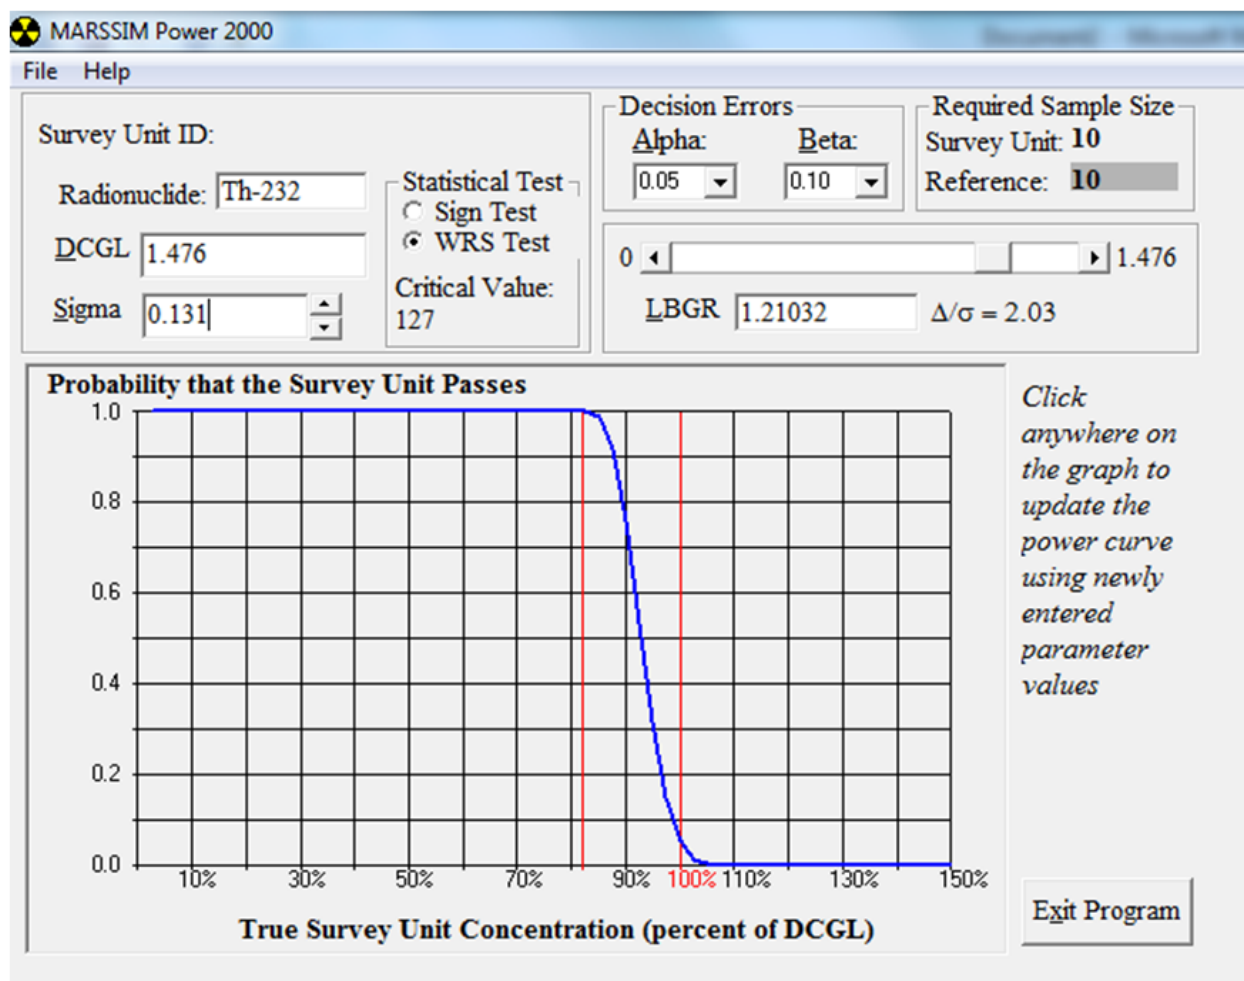 MARSSIM Power 2000
File Help
Survey Unit ID:
Radionuclide: Th-232
DCGL 1.476
Sigma 0.131
Statistical Test
Sign Test
WRS Test
Critical Value:
127
Decision Errors
Alpha: Beta:
0.05 0.10
Required Sample Size
Survey Unit: 10
Reference: 10
0 1.476
LBGR 1.21032 Δ/σ = 2.03
Probability that the Survey Unit Passes
1.0
0.8
0.6
0.4
0.2
0.0
10% 30% 50% 70% 90% 100% 110% 130% 150%
True Survey Unit Concentration (percent of DCGL)
Click
anywhere on
the graph to
update the
power curve
using newly
entered
parameter
values
Exit Program